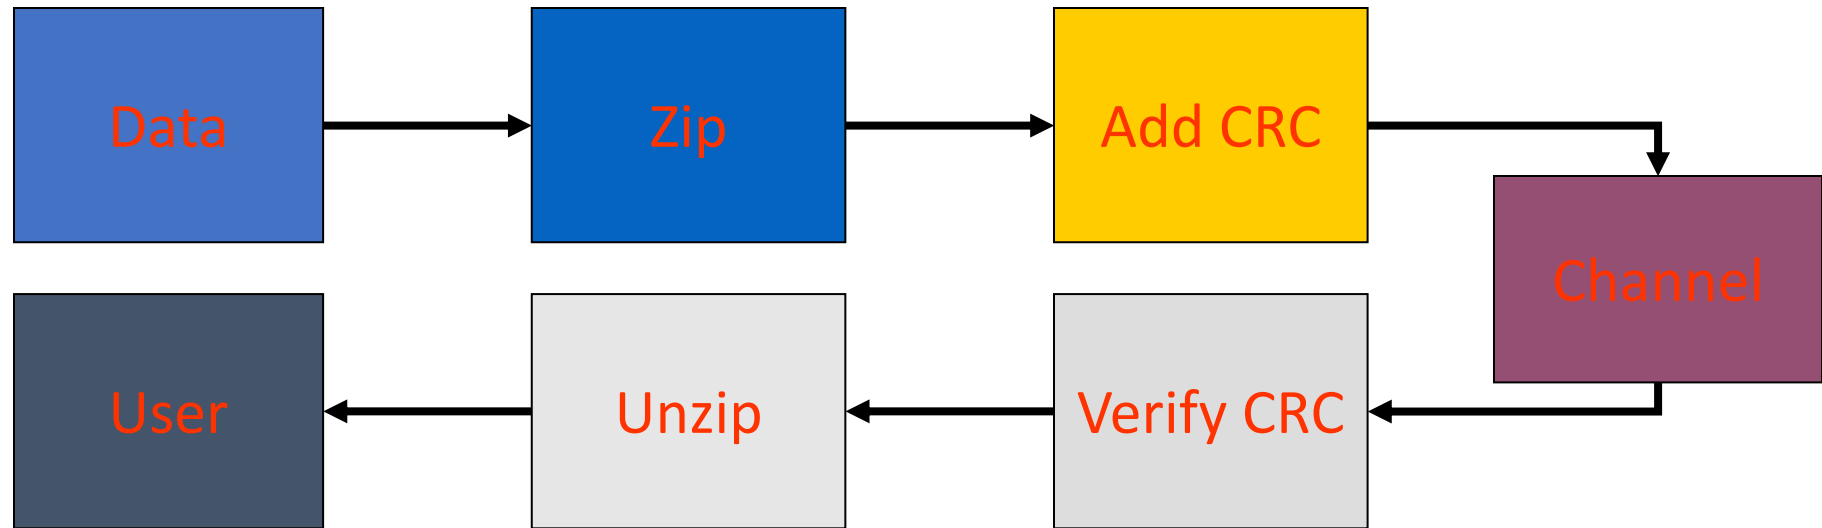 Data
Zip
Add CRC
Channel
User
Unzip
Verify CRC